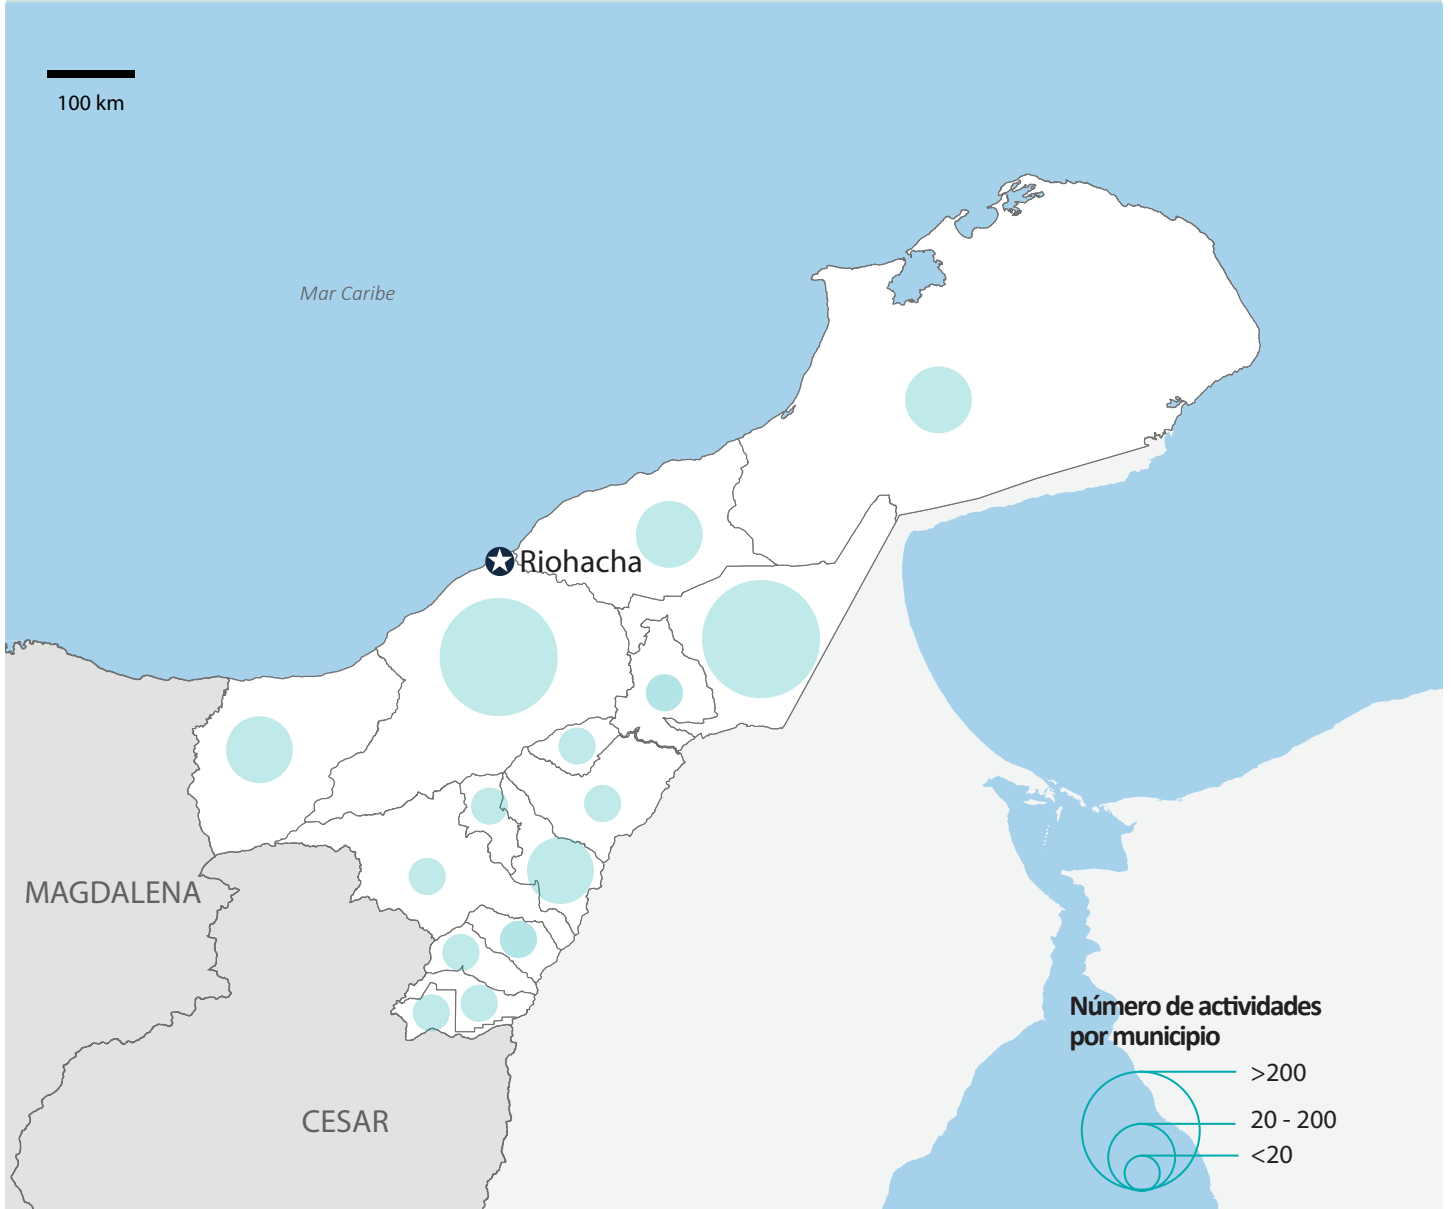 100 km
Mar Caribe
Riohacha
MAGDALENA
CESAR
Número de actividades
por municipio
>200
20 - 200
<20